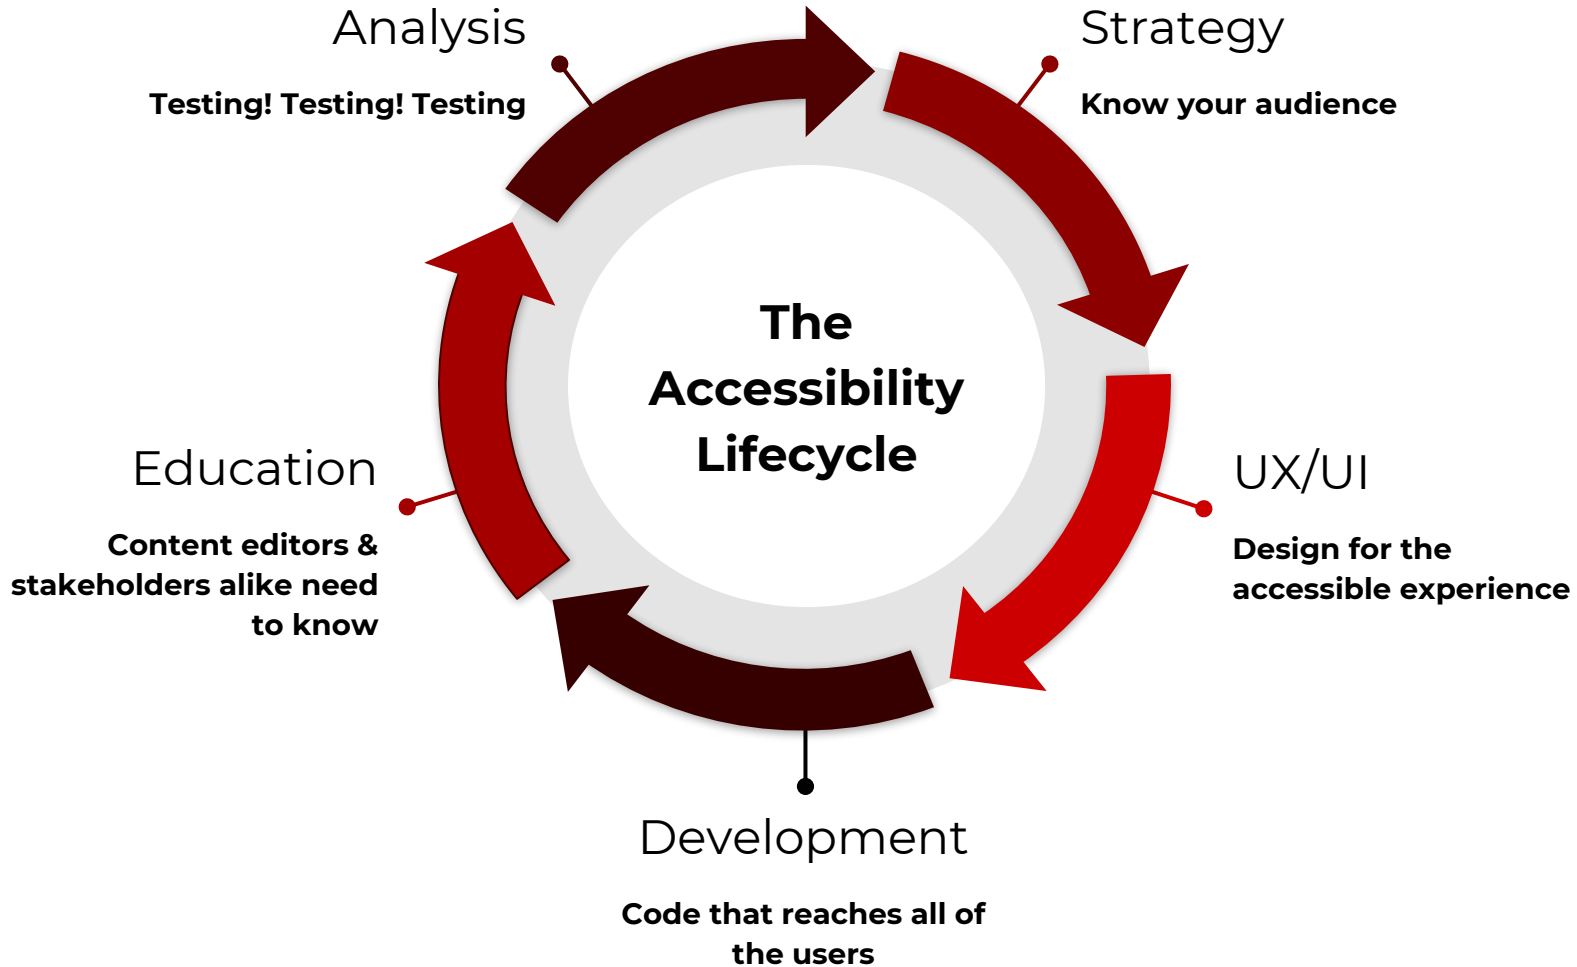 Analysis
Testing! Testing! Testing
Strategy
Know your audience
The
Accessibility
Lifecycle
UX/UI
Design for the
accessible experience
Education
Content editors &
stakeholders alike need
to know
Development
Code that reaches all of
the users